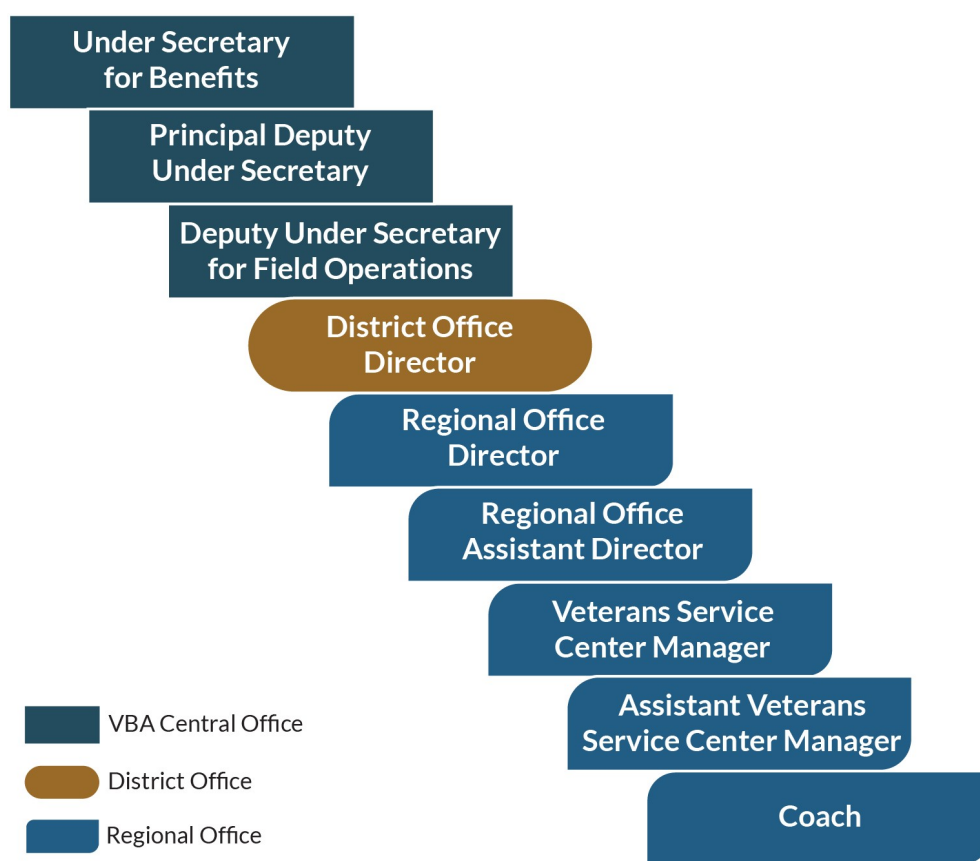 Under Secretary
for Benefits
Principal Deputy
Under Secretary
Deputy Under Secretary
for Field Operations
District Office
Director
Regional Office
Director
Regional Office
Assistant Director
Veterans Service
Center Manager
Assistant Veterans
Service Center Manager
Coach
VBA Central Office
District Office
Regional Office